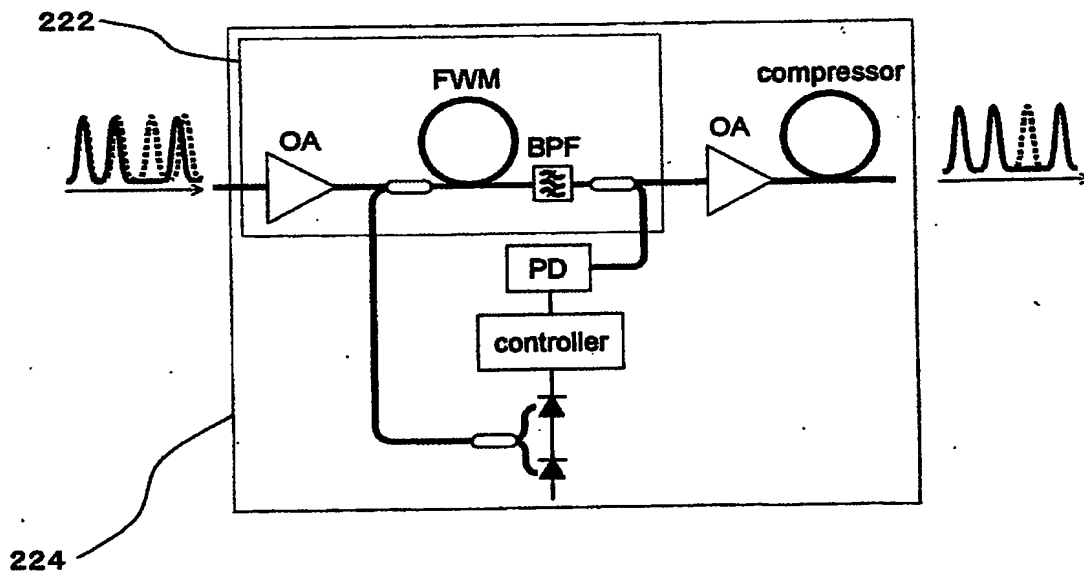 222
FWM
compressor
OA
BPF
OA
PD
controller
224